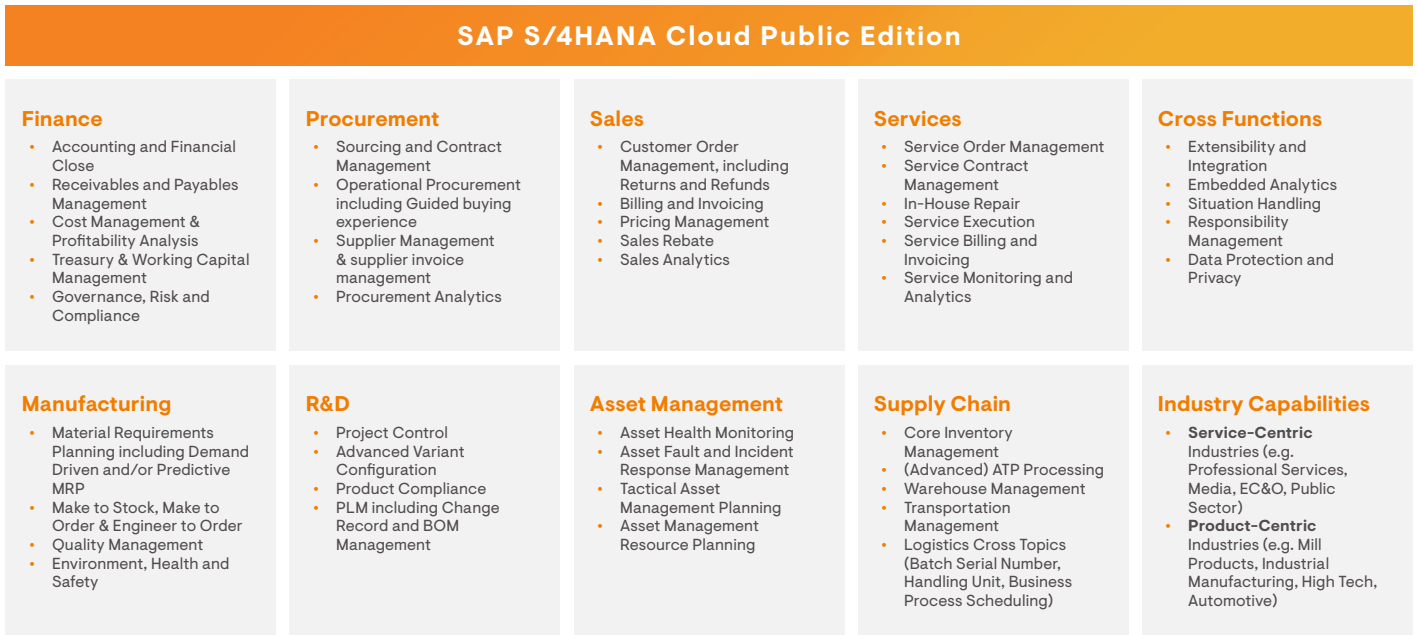 SAP S/4HANA Cloud Public Edition
Finance
• Accounting and Financial
Close
• Receivables and Payables
Management
• Cost Management &
Profitability Analysis
• Treasury & Working Capital
Management
• Governance, Risk and
Compliance
Procurement
• Sourcing and Contract
Management
• Operational Procurement
including Guided buying
experience
• Supplier Management
& supplier invoice
management
• Procurement Analytics
Sales
• Customer Order
Management, including
Returns and Refunds
• Billing and Invoicing
• Pricing Management
• Sales Rebate
• Sales Analytics
Services
• Service Order Management
• Service Contract
Management
• In-House Repair
• Service Execution
• Service Billing and
Invoicing
• Service Monitoring and
Analytics
Cross Functions
• Extensibility and
Integration
• Embedded Analytics
• Situation Handling
• Responsibility
Management
• Data Protection and
Privacy
Manufacturing
• Material Requirements
Planning including Demand
Driven and/or Predictive
MRP
• Make to Stock, Make to
Order & Engineer to Order
• Quality Management
• Environment, Health and
Safety
R&D
• Project Control
• Advanced Variant
Configuration
• Product Compliance
• PLM including Change
Record and BOM
Management
Asset Management
• Asset Health Monitoring
• Asset Fault and Incident
Response Management
• Tactical Asset
Management Planning
• Asset Management
Resource Planning
Supply Chain
• Core Inventory
Management
• (Advanced) ATP Processing
• Warehouse Management
• Transportation
Management
• Logistics Cross Topics
(Batch Serial Number,
Handling Unit, Business
Process Scheduling)
Industry Capabilities
• Service-Centric
Industries (e.g.
Professional Services,
Media, EC&O, Public
Sector)
• Product-Centric
Industries (e.g. Mill
Products, Industrial
Manufacturing, High Tech,
Automotive)